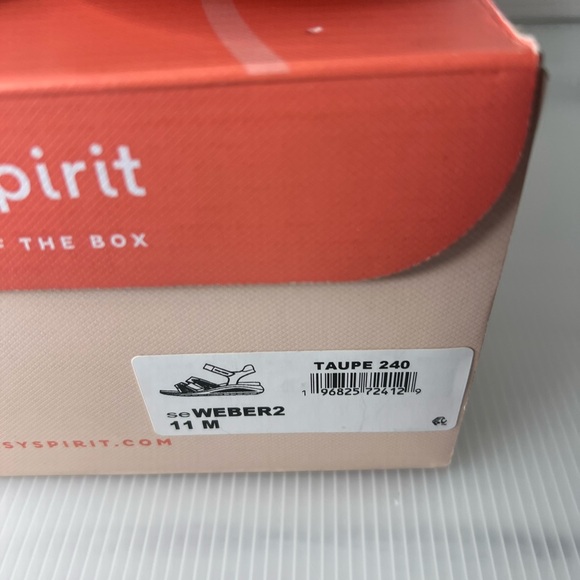 pirit
THE BOX
TAUPE 240
1 96825 72412 9
seWEBER2
11 M
SYSPIRIT.COM